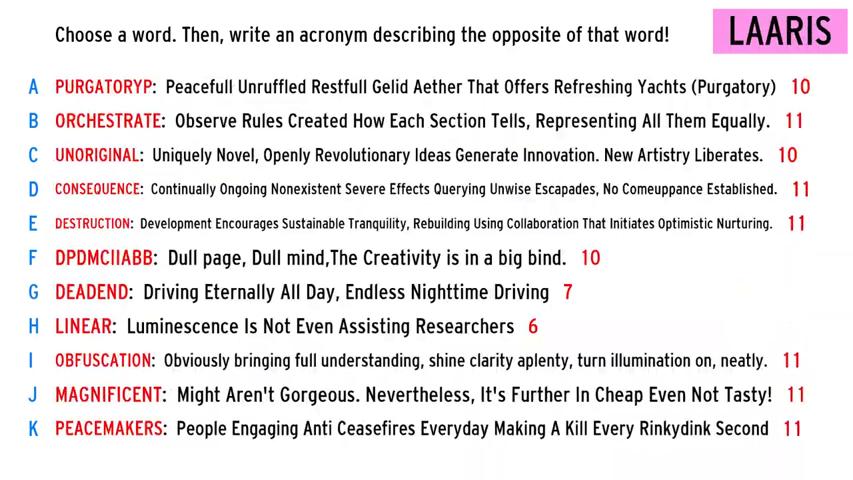 Choose a word. Then, write an acronym describing the opposite of that word!
LAARIS
A PURGATORYP: Peacefull Unruffled Restfull Gelid Aether That Offers Refreshing Yachts (Purgatory) 10
B ORCHESTRATE: Observe Rules Created How Each Section Tells, Representing All Them Equally. 11
C UNORIGINAL: Uniquely Novel, Openly Revolutionary Ideas Generate Innovation. New Artistry Liberates. 10
D CONSEQUENCE: Continually Ongoing Nonexistent Severe Effects Querying Unwise Escapades, No Comeuppance Established. 11
E DESTRUCTION: Development Encourages Sustainable Tranquility, Rebuilding Using Collaboration That Initiates Optimistic Nurturing. 11
F DPDMCIIABB: Dull page, Dull mind,The Creativity is in a big bind. 10
G DEADEND: Driving Eternally All Day, Endless Nighttime Driving 7
H LINEAR: Luminescence Is Not Even Assisting Researchers 6
I OBFUSCATION: Obviously bringing full understanding, shine clarity aplenty, turn illumination on, neatly. 11
J MAGNIFICENT: Might Aren't Gorgeous. Nevertheless, It's Further In Cheap Even Not Tasty! 11
K PEACEMAKERS: People Engaging Anti Ceasefires Everyday Making A Kill Every Rinkydink Second 11